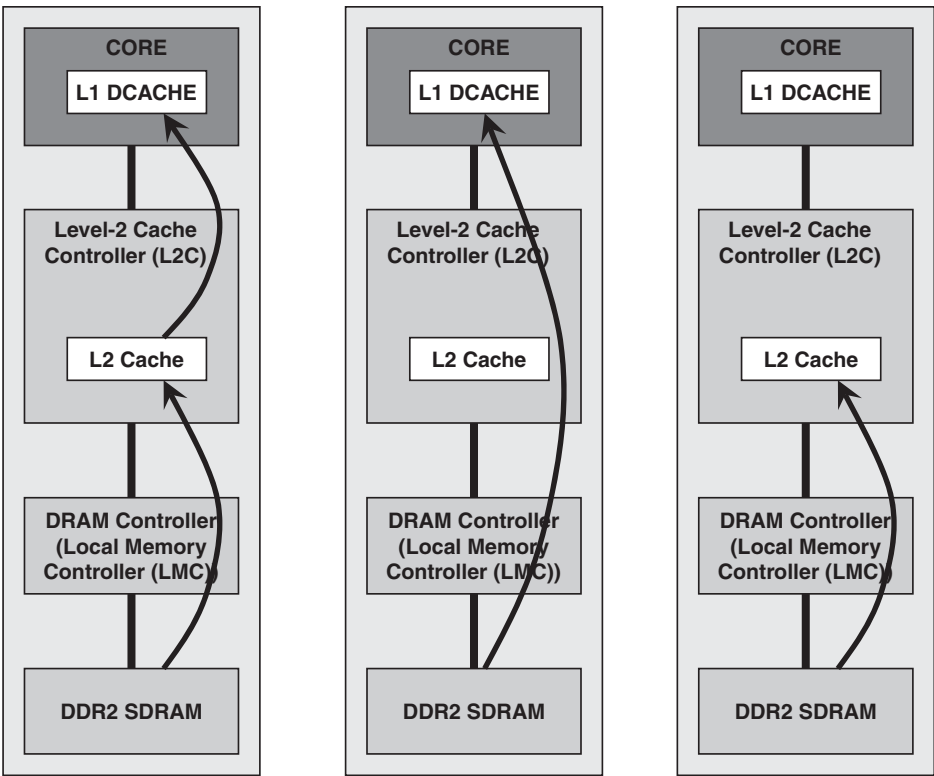 CORE
L1 DCACHE
Level-2 Cache
Controller (L2C)
L2 Cache
DRAM Controller
(Local Memory
Controller (LMC))
DDR2 SDRAM
CORE
L1 DCACHE
Level-2 Cache
Controller (L2C)
L2 Cache
DRAM Controller
(Local Memory
Controller (LMC))
DDR2 SDRAM
CORE
L1 DCACHE
Level-2 Cache
Controller (L2C)
L2 Cache
DRAM Controller
(Local Memory
Controller (LMC))
DDR2 SDRAM